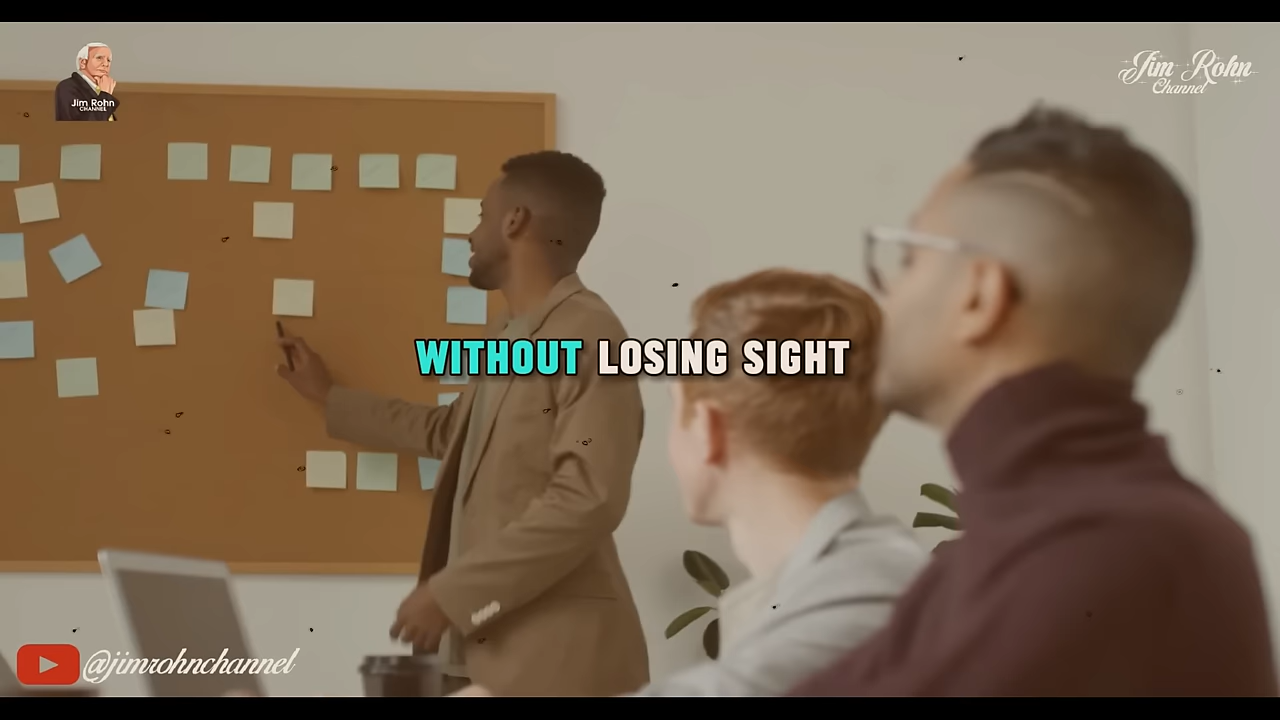 Jim Rohn
CHANNEL
Jim Rohn
Channel
WITHOUT LOSING SIGHT
@jimrohnchannel